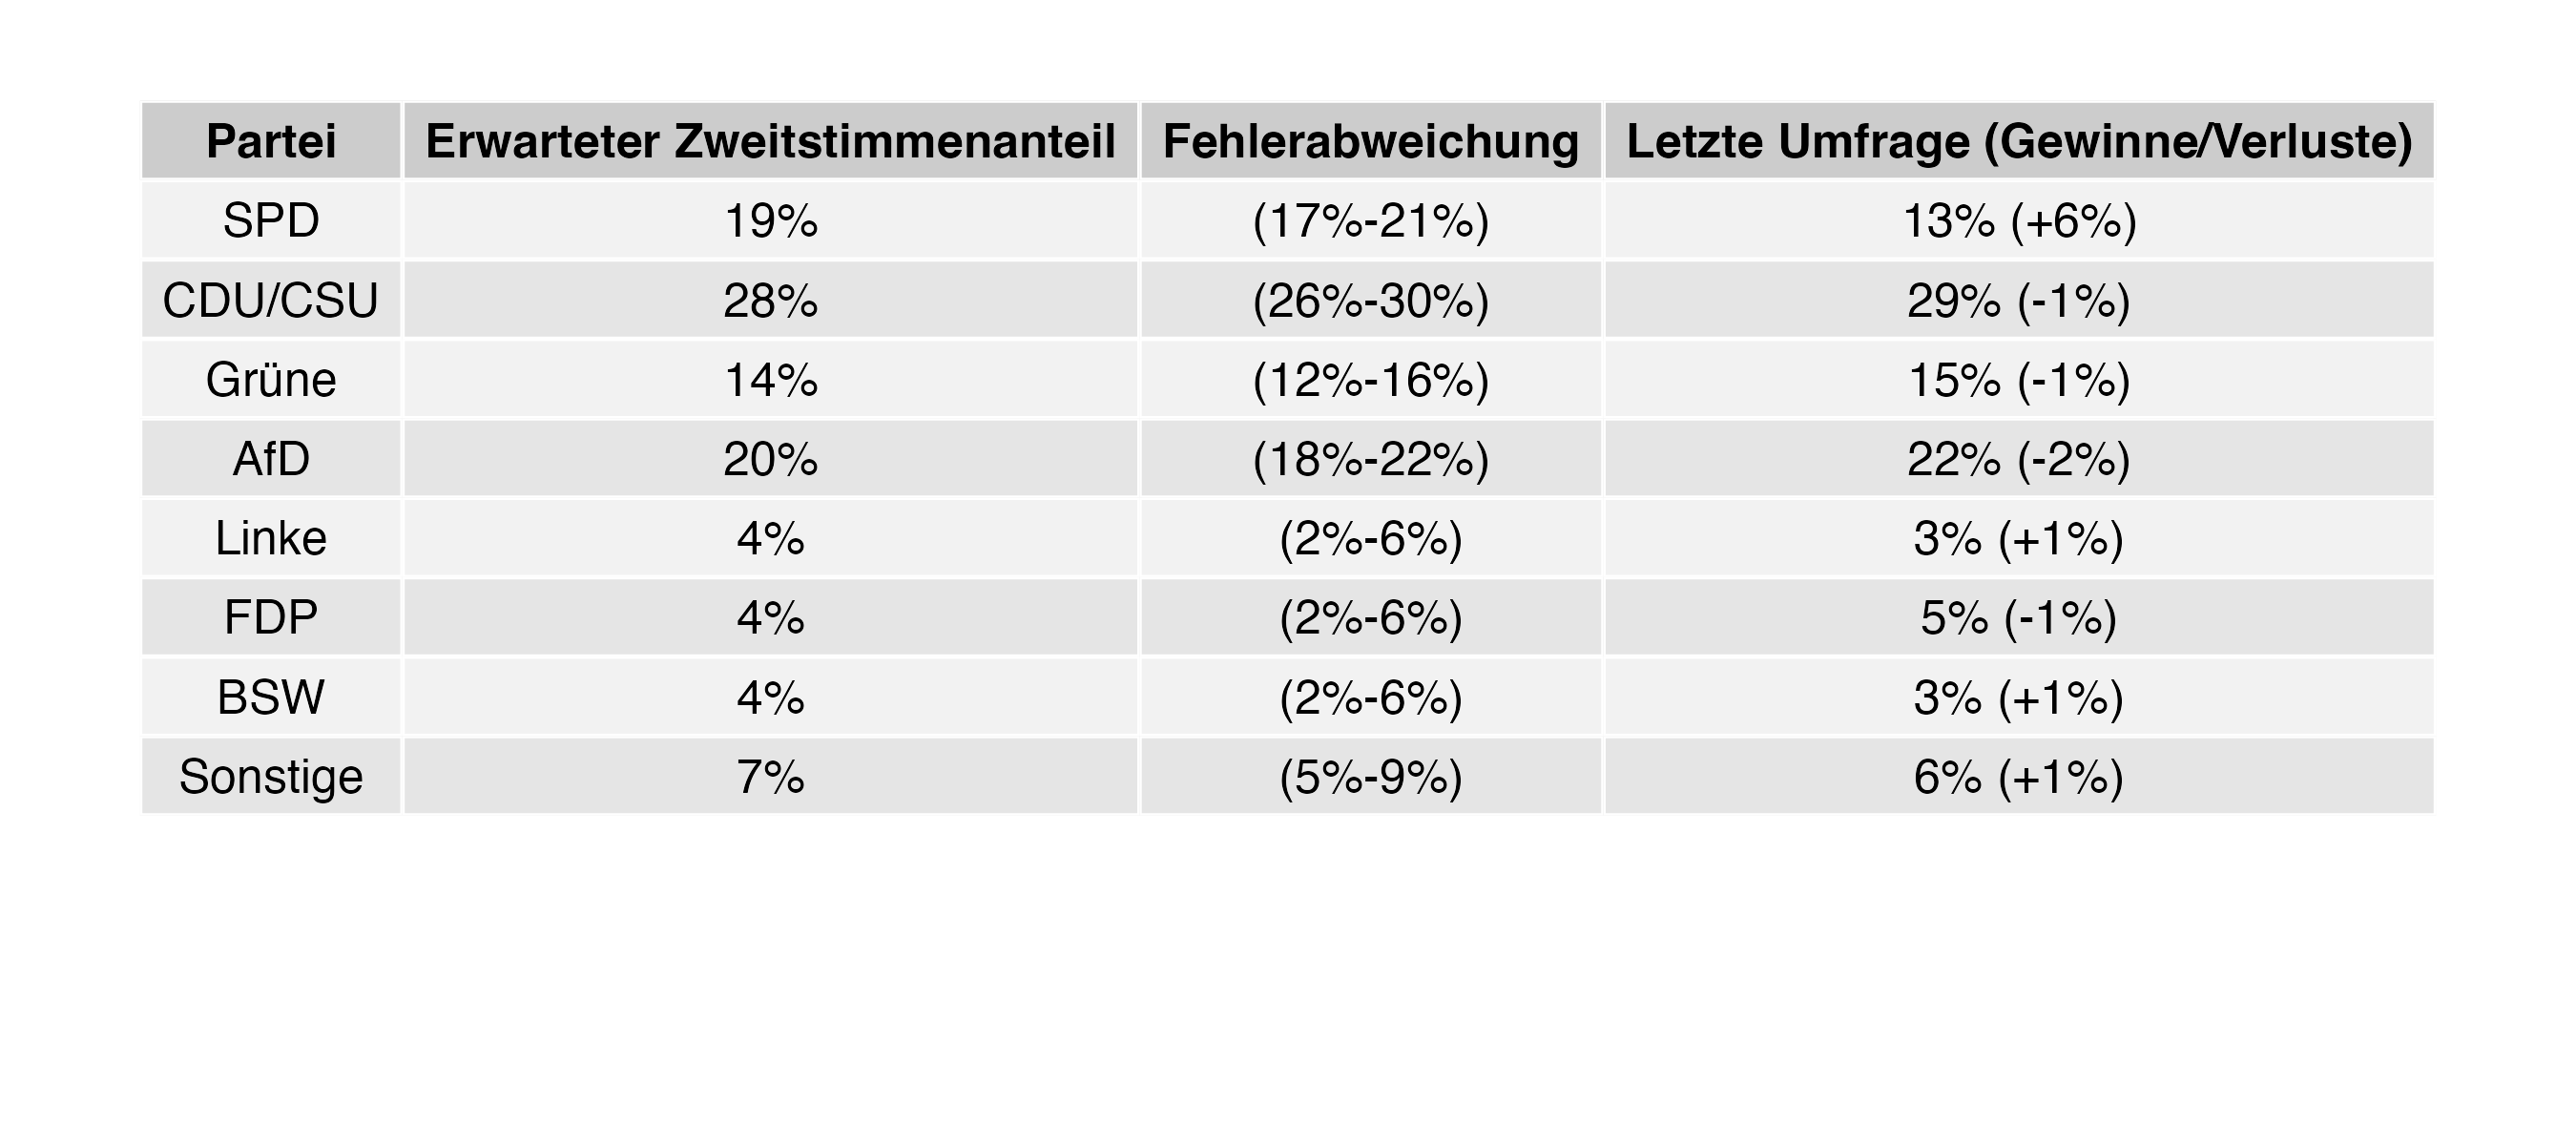 Partei Erwarteter Zweitstimmenanteil Fehlerabweichung Letzte Umfrage (Gewinne/Verluste)
SPD 19% (17%-21%) 13% (+6%)
CDU/CSU 28% (26%-30%) 29% (-1%)
Grüne 14% (12%-16%) 15% (-1%)
AfD 20% (18%-22%) 22% (-2%)
Linke 4% (2%-6%) 3% (+1%)
FDP 4% (2%-6%) 5% (-1%)
BSW 4% (2%-6%) 3% (+1%)
Sonstige 7% (5%-9%) 6% (+1%)